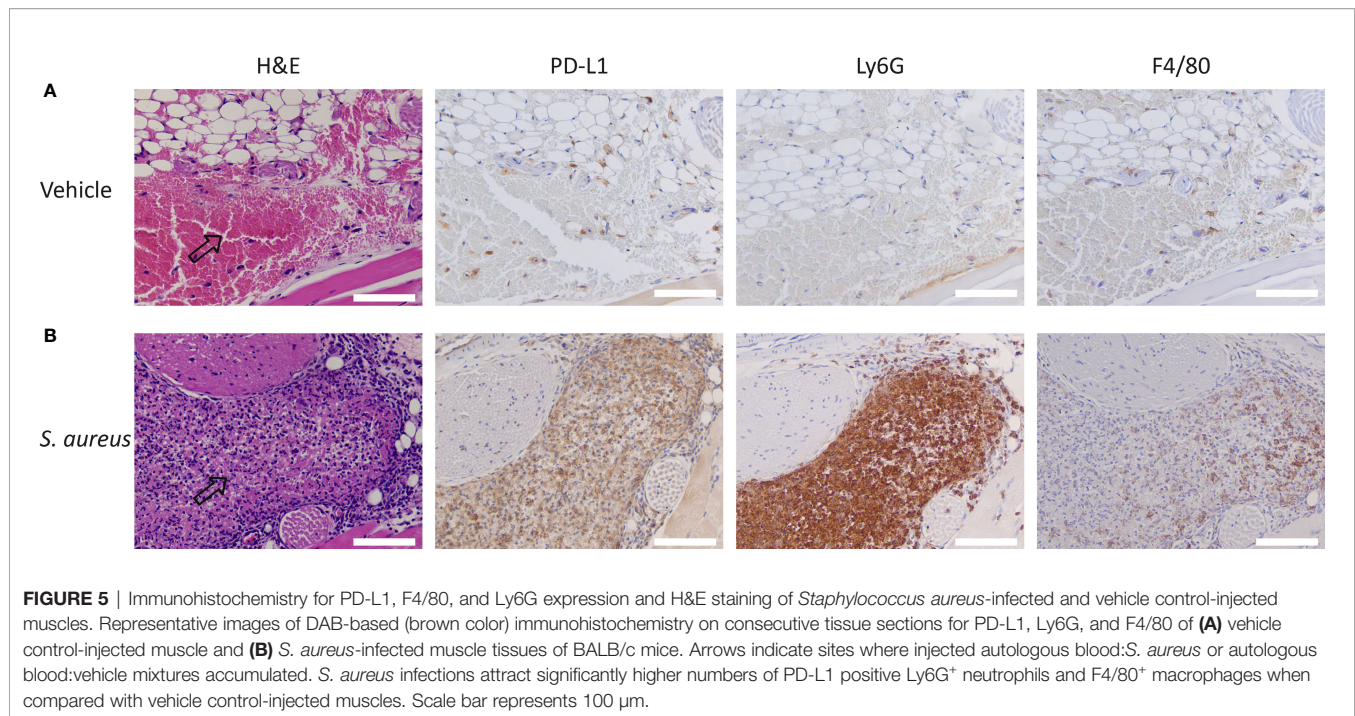 H&E PD-L1 Ly6G F4/80
A
Vehicle
B
S. aureus
FIGURE 5 | Immunohistochemistry for PD-L1, F4/80, and Ly6G expression and H&E staining of Staphylococcus aureus-infected and vehicle control-injected
muscles. Representative images of DAB-based (brown color) immunohistochemistry on consecutive tissue sections for PD-L1, Ly6G, and F4/80 of (A) vehicle
control-injected muscle and (B) S. aureus-infected muscle tissues of BALB/c mice. Arrows indicate sites where injected autologous blood:S. aureus or autologous
blood:vehicle mixtures accumulated. S. aureus infections attract significantly higher numbers of PD-L1 positive Ly6G⁺ neutrophils and F4/80⁺ macrophages when
compared with vehicle control-injected muscles. Scale bar represents 100 µm.